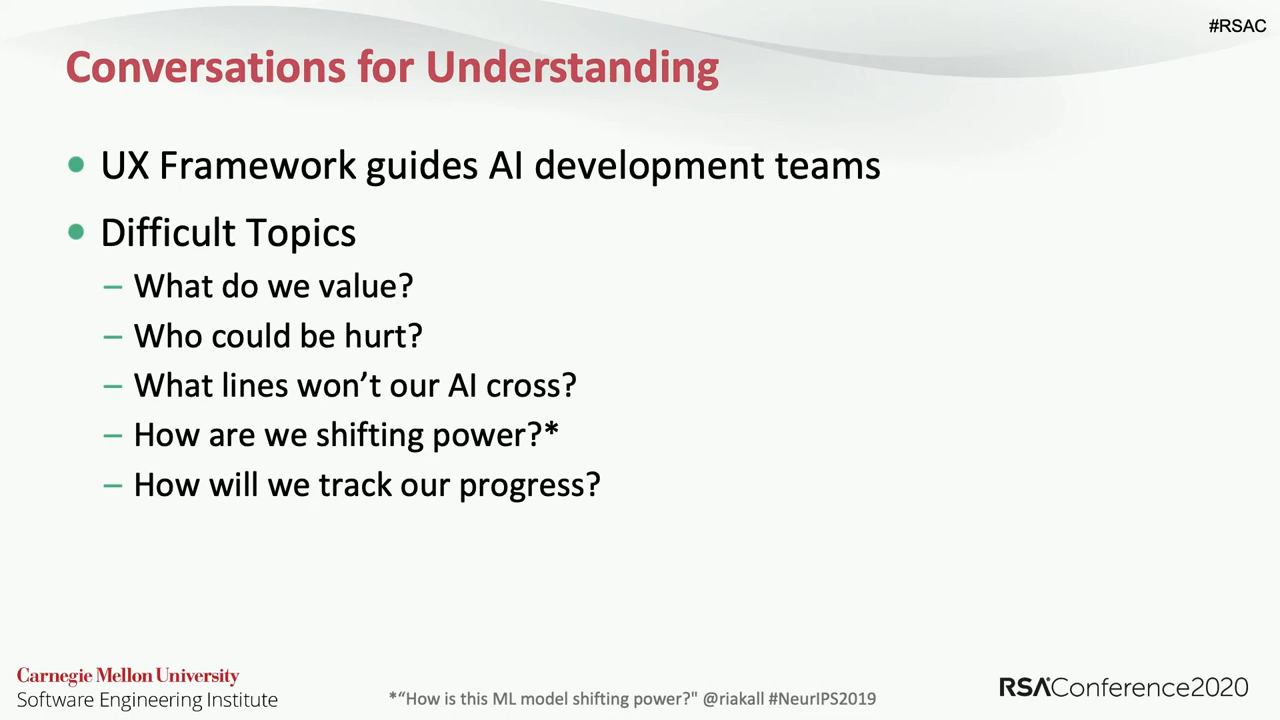 #RSAC
Conversations for Understanding
• UX Framework guides AI development teams
• Difficult Topics
– What do we value?
– Who could be hurt?
– What lines won’t our AI cross?
– How are we shifting power?*
– How will we track our progress?
Carnegie Mellon University
Software Engineering Institute
*“How is this ML model shifting power?" @riakall #NeurIPS2019
RSAConference2020